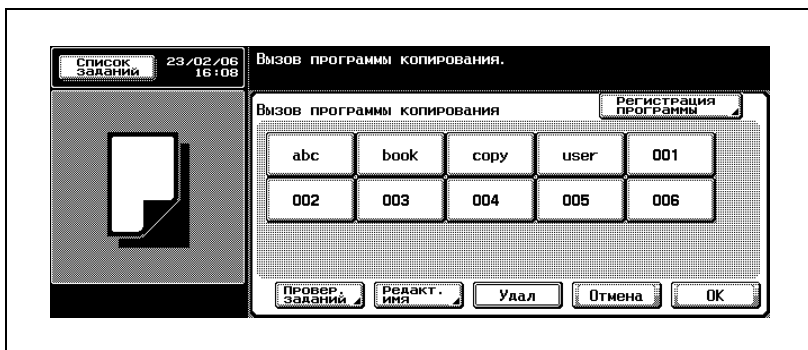 Список
заданий
23/02/06
16:08
Вызов программы копирования.
Вызов программы копирования
Регистрация
программы
abc book copy user 001
002 003 004 005 006
Провер.
заданий
Редакт.
имя
Удал
Отмена
OK